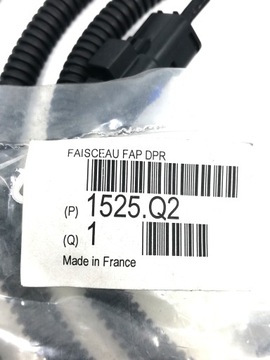 FAISCEAU FAP DPR
(P) 1525.Q2
(Q) 1
Made in France